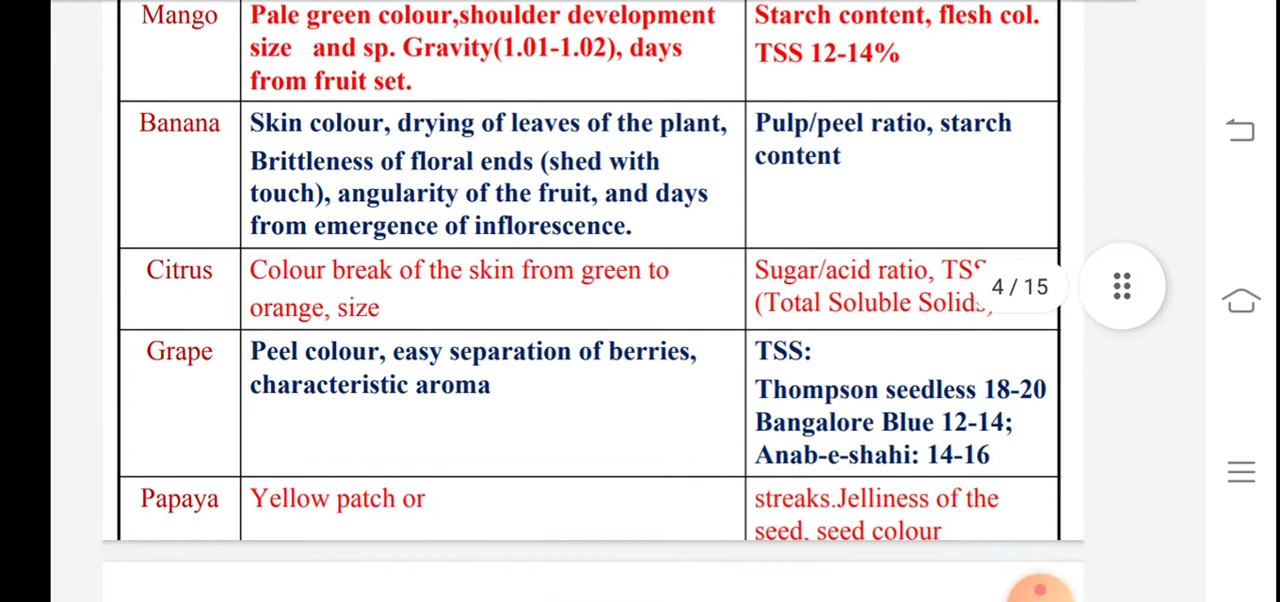 Mango
Pale green colour,shoulder development
size and sp. Gravity(1.01-1.02), days
from fruit set.
Starch content, flesh col.
TSS 12-14%
Banana
Skin colour, drying of leaves of the plant,
Brittleness of floral ends (shed with
touch), angularity of the fruit, and days
from emergence of inflorescence.
Pulp/peel ratio, starch
content
Citrus
Colour break of the skin from green to
orange, size
Sugar/acid ratio, TSS
(Total Soluble Solids)
4 / 15
Grape
Peel colour, easy separation of berries,
characteristic aroma
TSS:
Thompson seedless 18-20
Bangalore Blue 12-14;
Anab-e-shahi: 14-16
Papaya
Yellow patch or
streaks.Jelliness of the
seed, seed colour